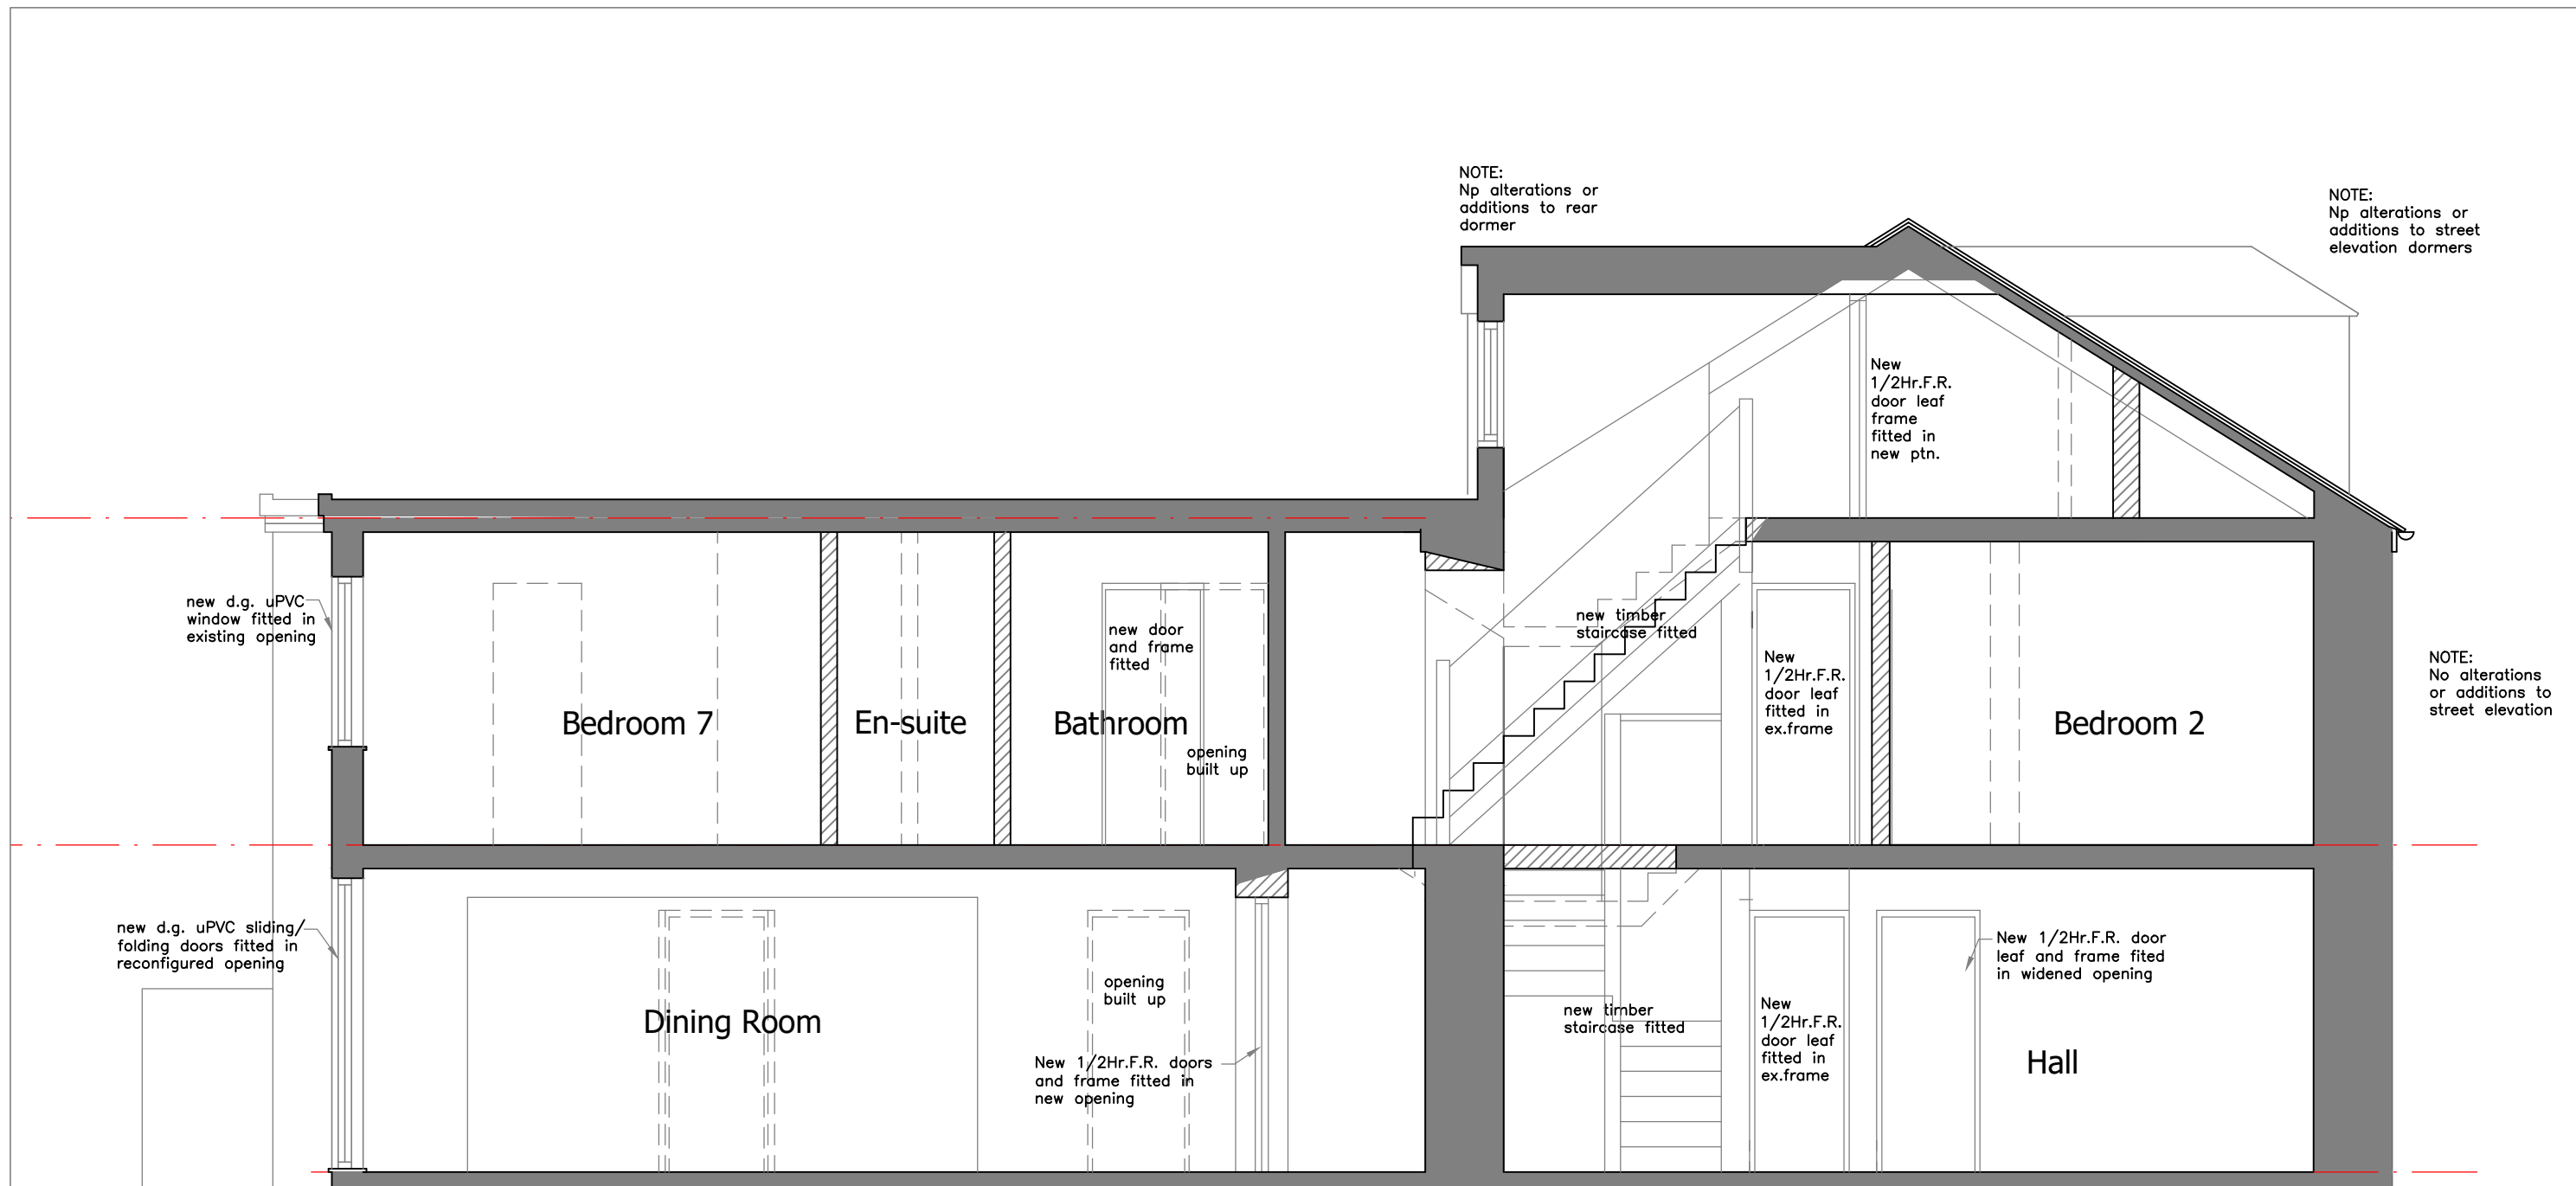 NOTE:
Np alterations or
additions to rear
dormer
NOTE:
Np alterations or
additions to street
elevation dormers
New
1/2Hr.F.R.
door leaf
frame
fitted in
new ptn.
new d.g. uPVC
window fitted in
existing opening
new door
and frame
fitted
new timber
staircase fitted
New
1/2Hr.F.R.
door leaf
fitted in
ex.frame
NOTE:
No alterations
or additions to
street elevation
Bedroom 7
En-suite
Bathroom
Bedroom 2
opening
built up
new d.g. uPVC sliding/
folding doors fitted in
reconfigured opening
New 1/2Hr.F.R. door
leaf and frame fited
in widened opening
opening
built up
Dining Room
new timber
staircase fitted
New
1/2Hr.F.R.
door leaf
fitted in
ex.frame
Hall
New 1/2Hr.F.R. doors
and frame fitted in
new opening